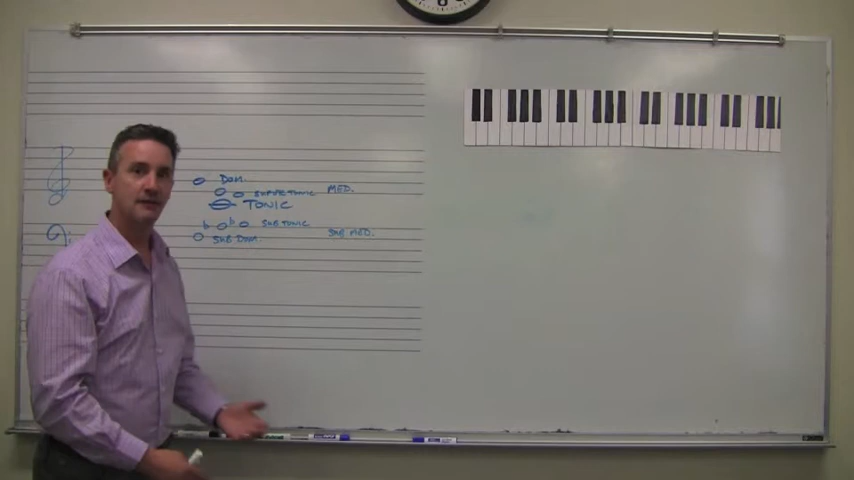 DOM.
SUPERTONIC MED.
TONIC
b b SUBTONIC
SUB DOM. SUB MED.